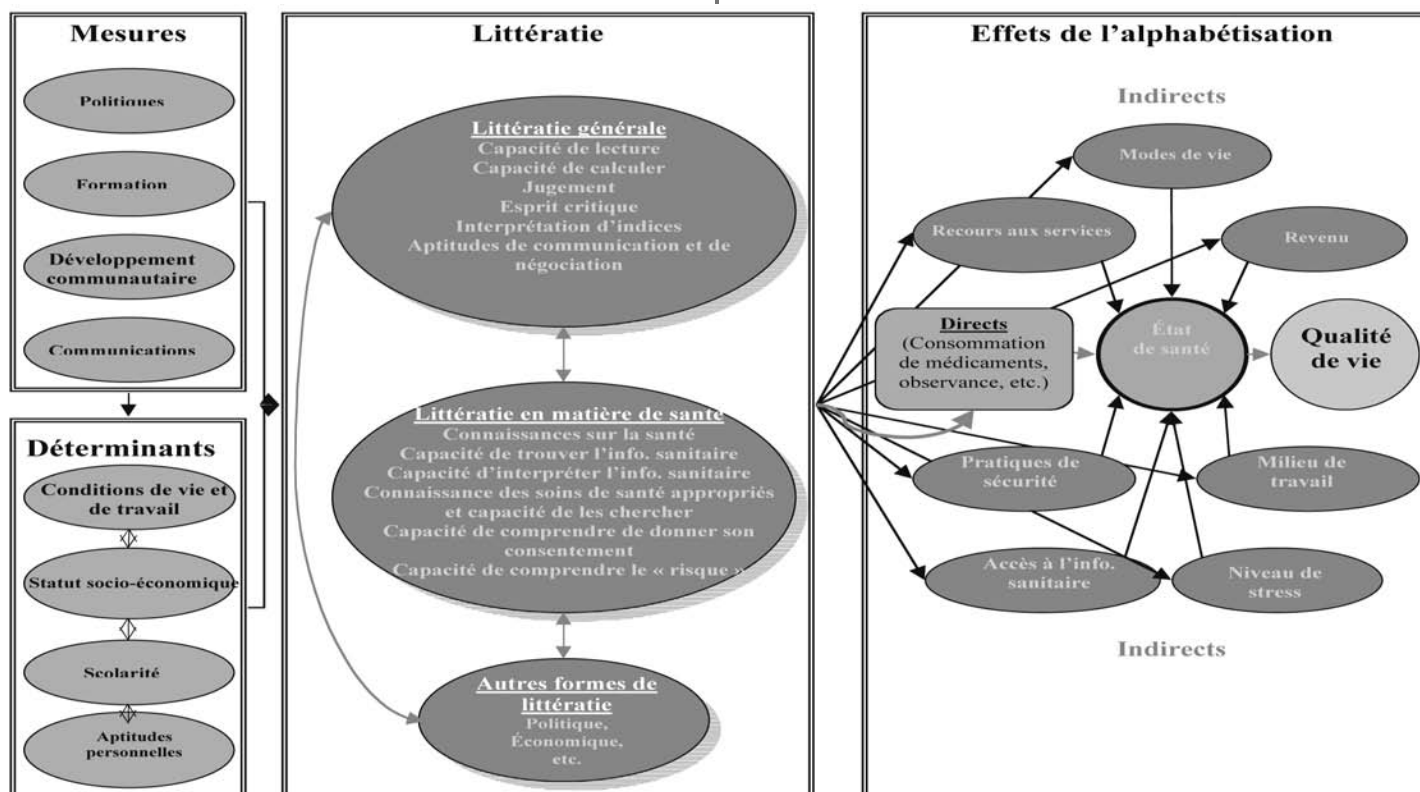 Mesures
Politiques
Formation
Développement
communautaire
Communications
Déterminants
Conditions de vie et
de travail
Statut socio-économique
Scolarité
Aptitudes
personnelles
Littératie
Littératie générale
Capacité de lecture
Capacité de calculer
Jugement
Esprit critique
Interprétation d'indices
Aptitudes de communication et de
négociation
Littératie en matière de santé
Connaissances sur la santé
Capacité de trouver l'info. sanitaire
Capacité d'interpréter l'info. sanitaire
Connaissance des soins de santé appropriés
et capacité de les chercher
Capacité de comprendre de donner son
consentement
Capacité de comprendre le « risque »
Autres formes de
littératie
Politique,
Économique,
etc.
Effets de l'alphabétisation
Indirects
Modes de vie
Recours aux services
Revenu
Directs
(Consommation
de médicaments,
observance, etc.)
État
de santé
Qualité
de vie
Pratiques de
sécurité
Milieu de
travail
Accès à l'info.
sanitaire
Niveau de
stress
Indirects